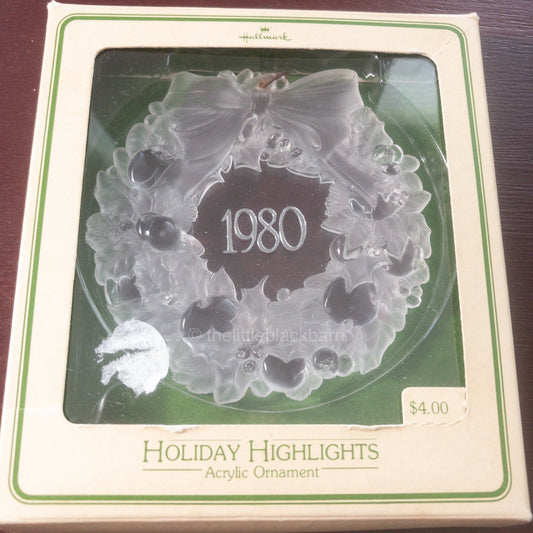 Hallmark
1980
© thelittleblackbarn
$4.00
HOLIDAY HIGHLIGHTS
Acrylic Ornament